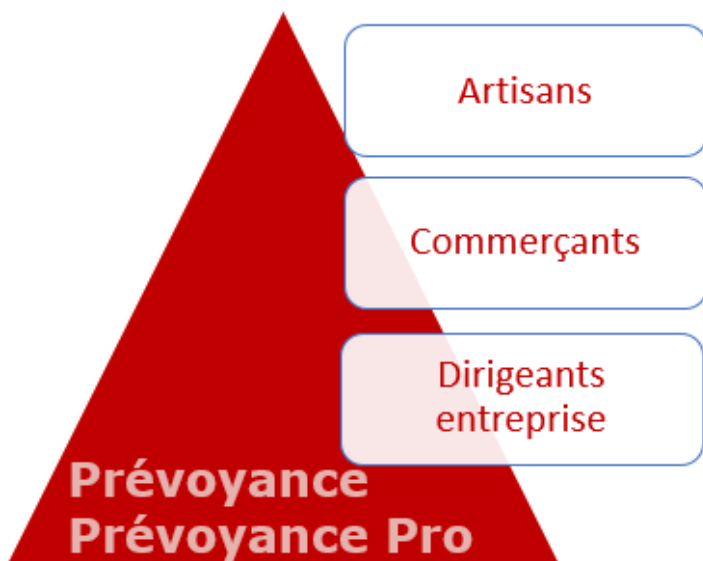 Artisans
Commerçants
Dirigeants
entreprise
Prévoyance
Prévoyance Pro